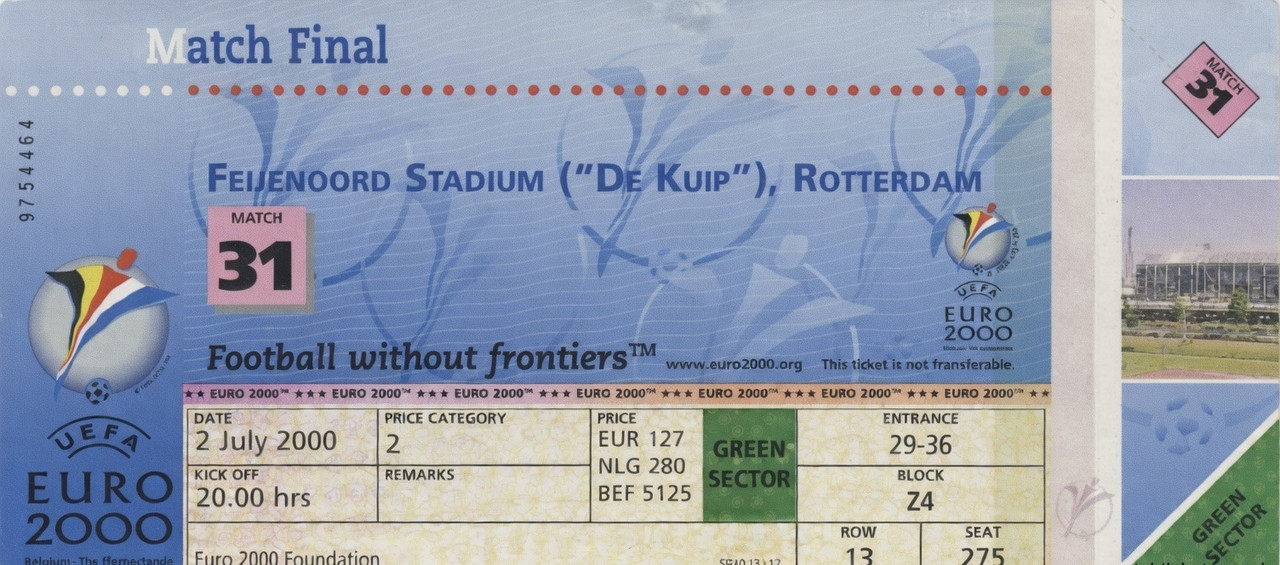 Match Final
9754464
FEIJENOORD STADIUM ("DE KUIP"), ROTTERDAM
MATCH
31
Football without frontiers™
www.euro2000.org
This ticket is not tranferable.
UEFA
EURO
2000
UEFA
EURO
2000
★★ EURO 2000™ ★★★ EURO 2000™ ★★★ EURO 2000™ ★★★ EURO 2000™ ★★★ EURO 2000™ ★★★ EURO 2000™ ★★★ EURO 2000™ ★★
DATE
2 July 2000
PRICE CATEGORY
2
PRICE
EUR 127
NLG 280
BEF 5125
GREEN
SECTOR
ENTRANCE
29-36
KICK OFF
20.00 hrs
REMARKS
BLOCK
Z4
ROW
13
SEAT
275
Euro 2000 Foundation
MATCH
31
GREEN
SECTOR